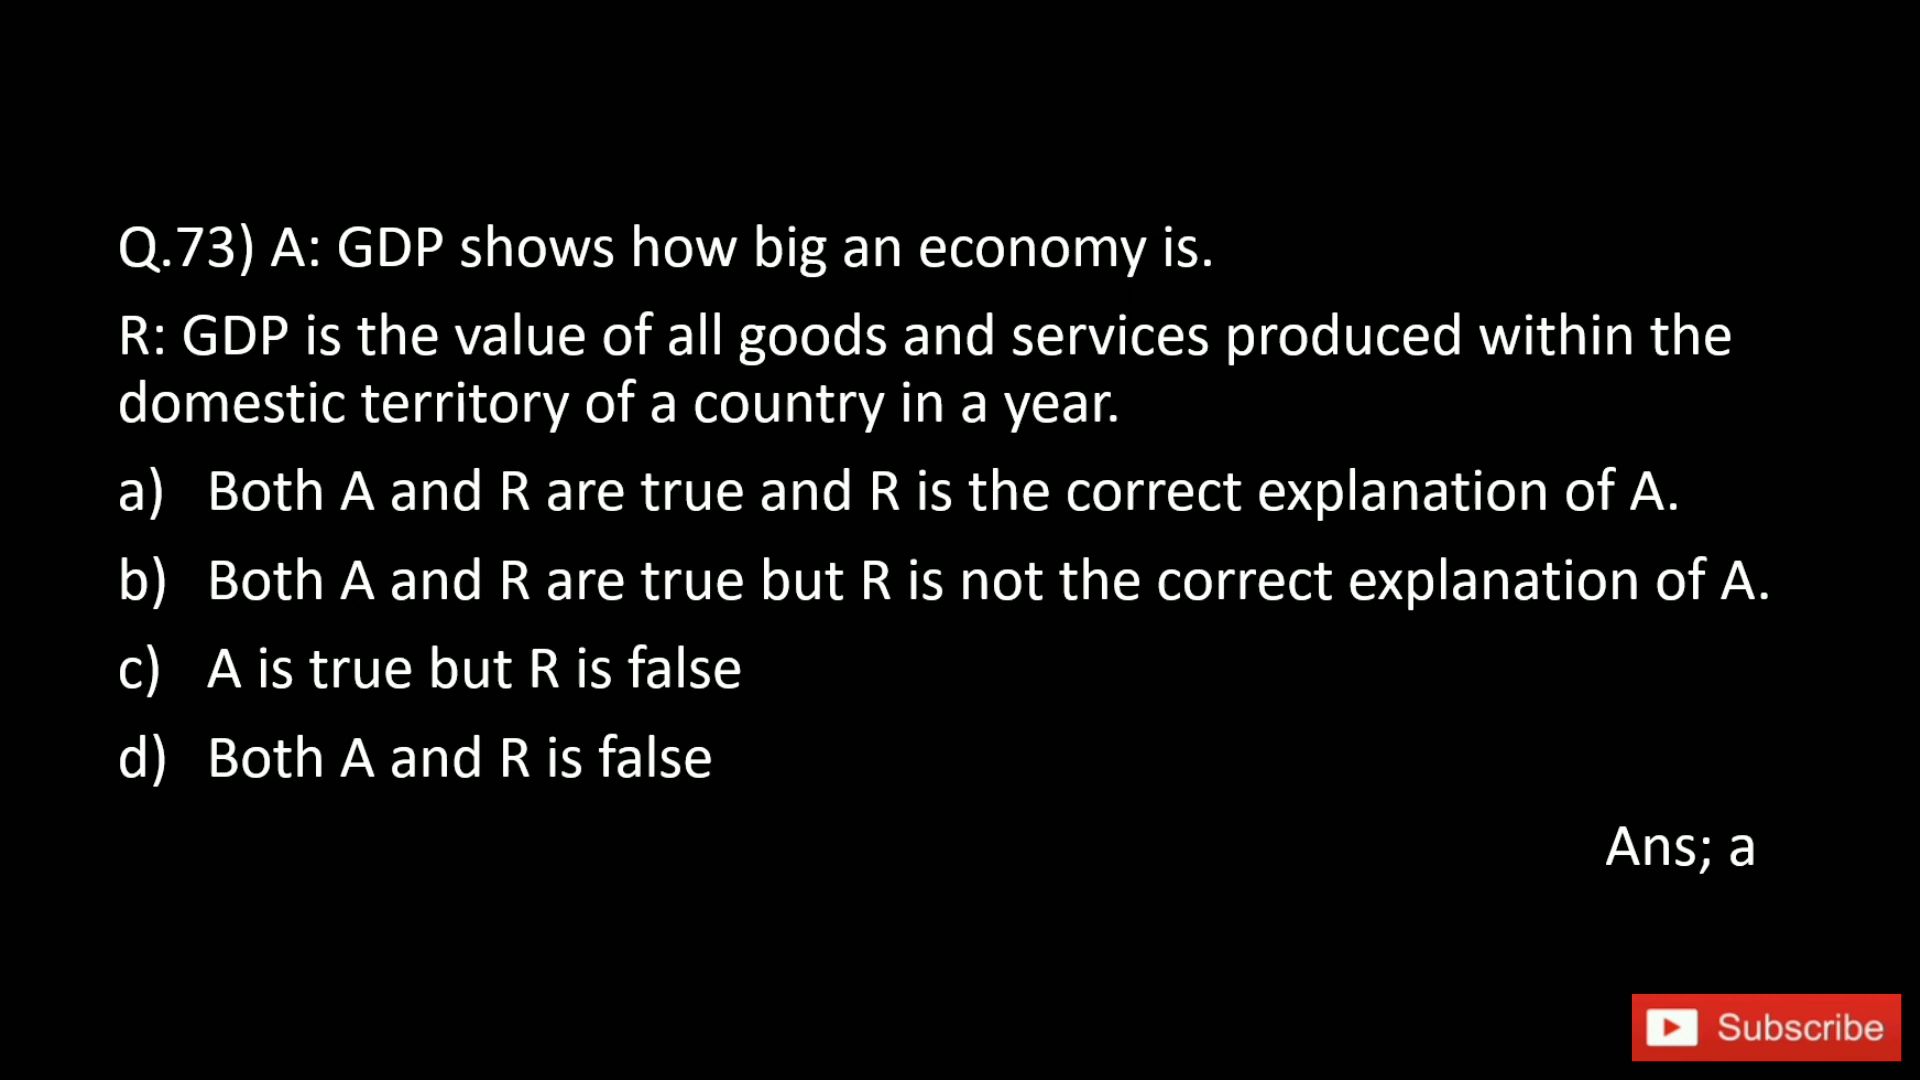 Q.73) A: GDP shows how big an economy is.
R: GDP is the value of all goods and services produced within the
domestic territory of a country in a year.
a) Both A and R are true and R is the correct explanation of A.
b) Both A and R are true but R is not the correct explanation of A.
c) A is true but R is false
d) Both A and R is false
Ans; a
Subscribe